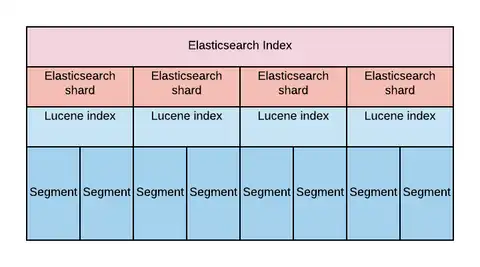 Elasticsearch Index
Elasticsearch Elasticsearch Elasticsearch Elasticsearch
shard shard shard shard
Lucene index Lucene index Lucene index Lucene index
Segment Segment Segment Segment Segment Segment Segment Segment